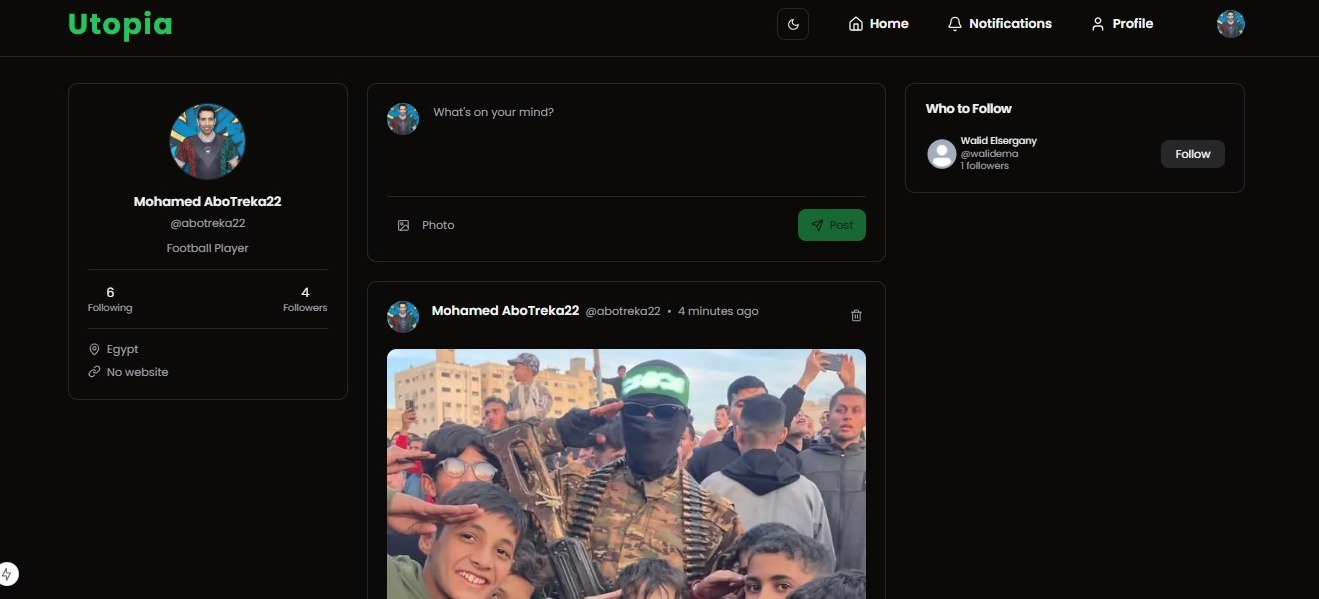 Utopia
Home
Notifications
Profile
Mohamed AboTreka22
@abotreka22
Football Player
6
Following
4
Followers
Egypt
No website
What's on your mind?
Photo
Post
Mohamed AboTreka22 @abotreka22 • 4 minutes ago
Who to Follow
Walid Elsergany
@walidema
1 followers
Follow